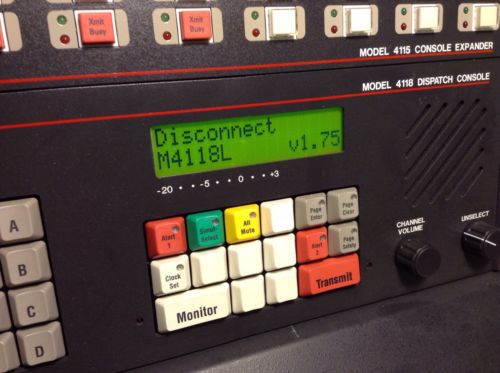 Xmit
Busy
Xmit
Busy
MODEL 4115 CONSOLE EXPANDER
MODEL 4118 DISPATCH CONSOLE
Disconnect
M4118L v1.75
-20 • • -5 • • 0 • • +3
Alert
1
Simul
Select
All
Mute
Page
Enter
Page
Clear
Clock
Set
Alert
2
Page
Safety
Monitor
Transmit
CHANNEL
VOLUME
UNSELECT
A
B
C
D